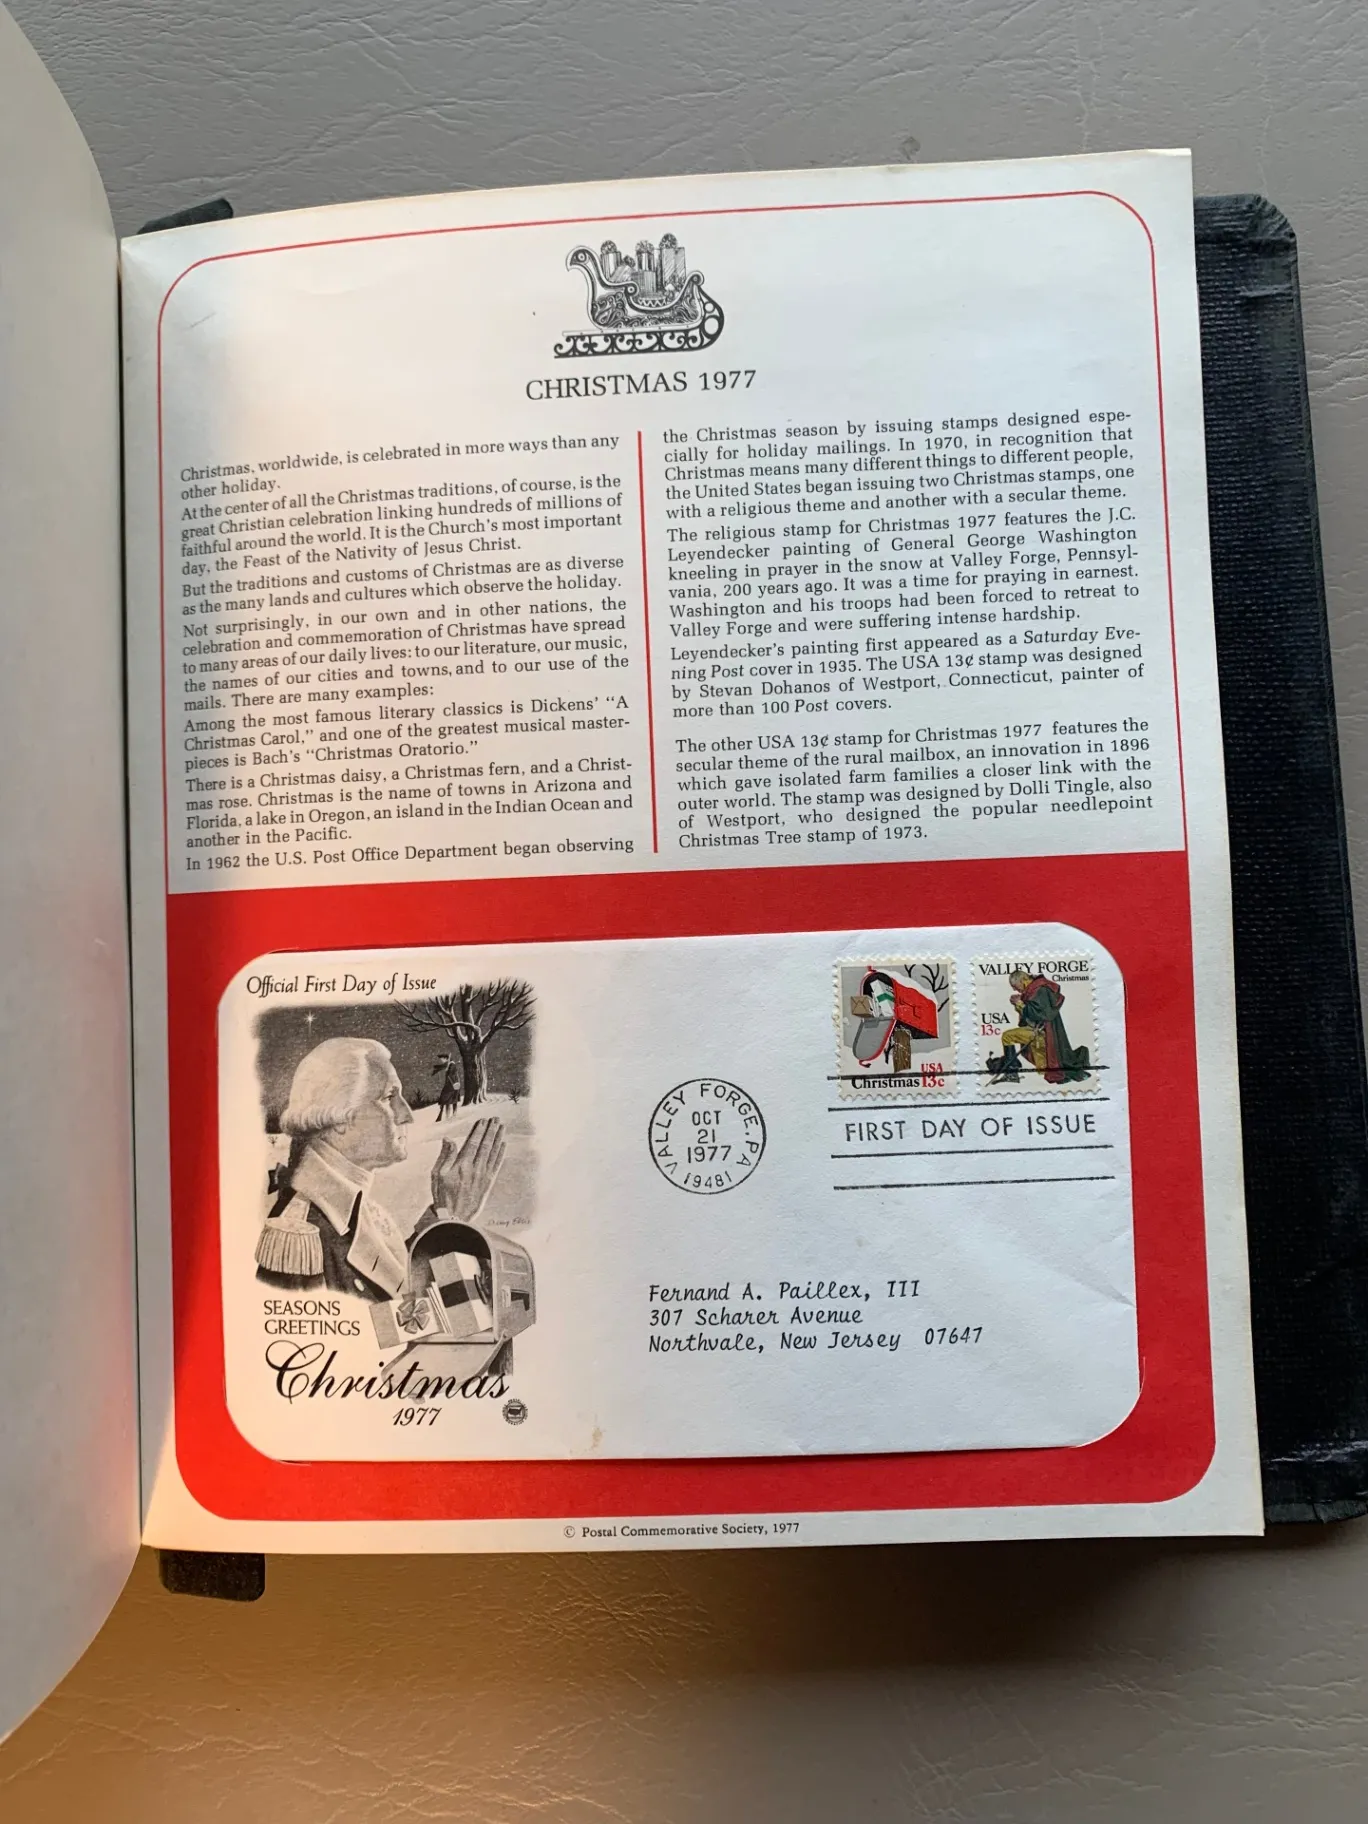 CHRISTMAS 1977
Christmas, worldwide, is celebrated in more ways than any
other holiday.
At the center of all the Christmas traditions, of course, is the
great Christian celebration linking hundreds of millions of
faithful around the world. It is the Church's most important
day, the Feast of the Nativity of Jesus Christ.
But the traditions and customs of Christmas are as diverse
as the many lands and cultures which observe the holiday.
Not surprisingly, in our own and in other nations, the
celebration and commemoration of Christmas have spread
to many areas of our daily lives: to our literature, our music,
the names of our cities and towns, and to our use of the
mails. There are many examples:
Among the most famous literary classics is Dickens' "A
Christmas Carol," and one of the greatest musical master-
pieces is Bach's "Christmas Oratorio."
There is a Christmas daisy, a Christmas fern, and a Christ-
mas rose. Christmas is the name of towns in Arizona and
Florida, a lake in Oregon, an island in the Indian Ocean and
another in the Pacific.
In 1962 the U.S. Post Office Department began observing
the Christmas season by issuing stamps designed espe-
cially for holiday mailings. In 1970, in recognition that
Christmas means many different things to different people,
the United States began issuing two Christmas stamps, one
with a religious theme and another with a secular theme.
The religious stamp for Christmas 1977 features the J.C.
Leyendecker painting of General George Washington
kneeling in prayer in the snow at Valley Forge, Pennsyl-
vania, 200 years ago. It was a time for praying in earnest.
Washington and his troops had been forced to retreat to
Valley Forge and were suffering intense hardship.
Leyendecker's painting first appeared as a Saturday Eve-
ning Post cover in 1935. The USA 13¢ stamp was designed
by Stevan Dohanos of Westport, Connecticut, painter of
more than 100 Post covers.
The other USA 13¢ stamp for Christmas 1977 features the
secular theme of the rural mailbox, an innovation in 1896
which gave isolated farm families a closer link with the
outer world. The stamp was designed by Dolli Tingle, also
of Westport, who designed the popular needlepoint
Christmas Tree stamp of 1973.
Official First Day of Issue
SEASONS
GREETINGS
Christmas
1977
VALLEY FORGE, PA
OCT
21
1977
19481
USA
Christmas 13c
VALLEY FORGE
Christmas
USA
13c
FIRST DAY OF ISSUE
Fernand A. Paillex, III
307 Scharer Avenue
Northvale, New Jersey 07647
© Postal Commemorative Society, 1977